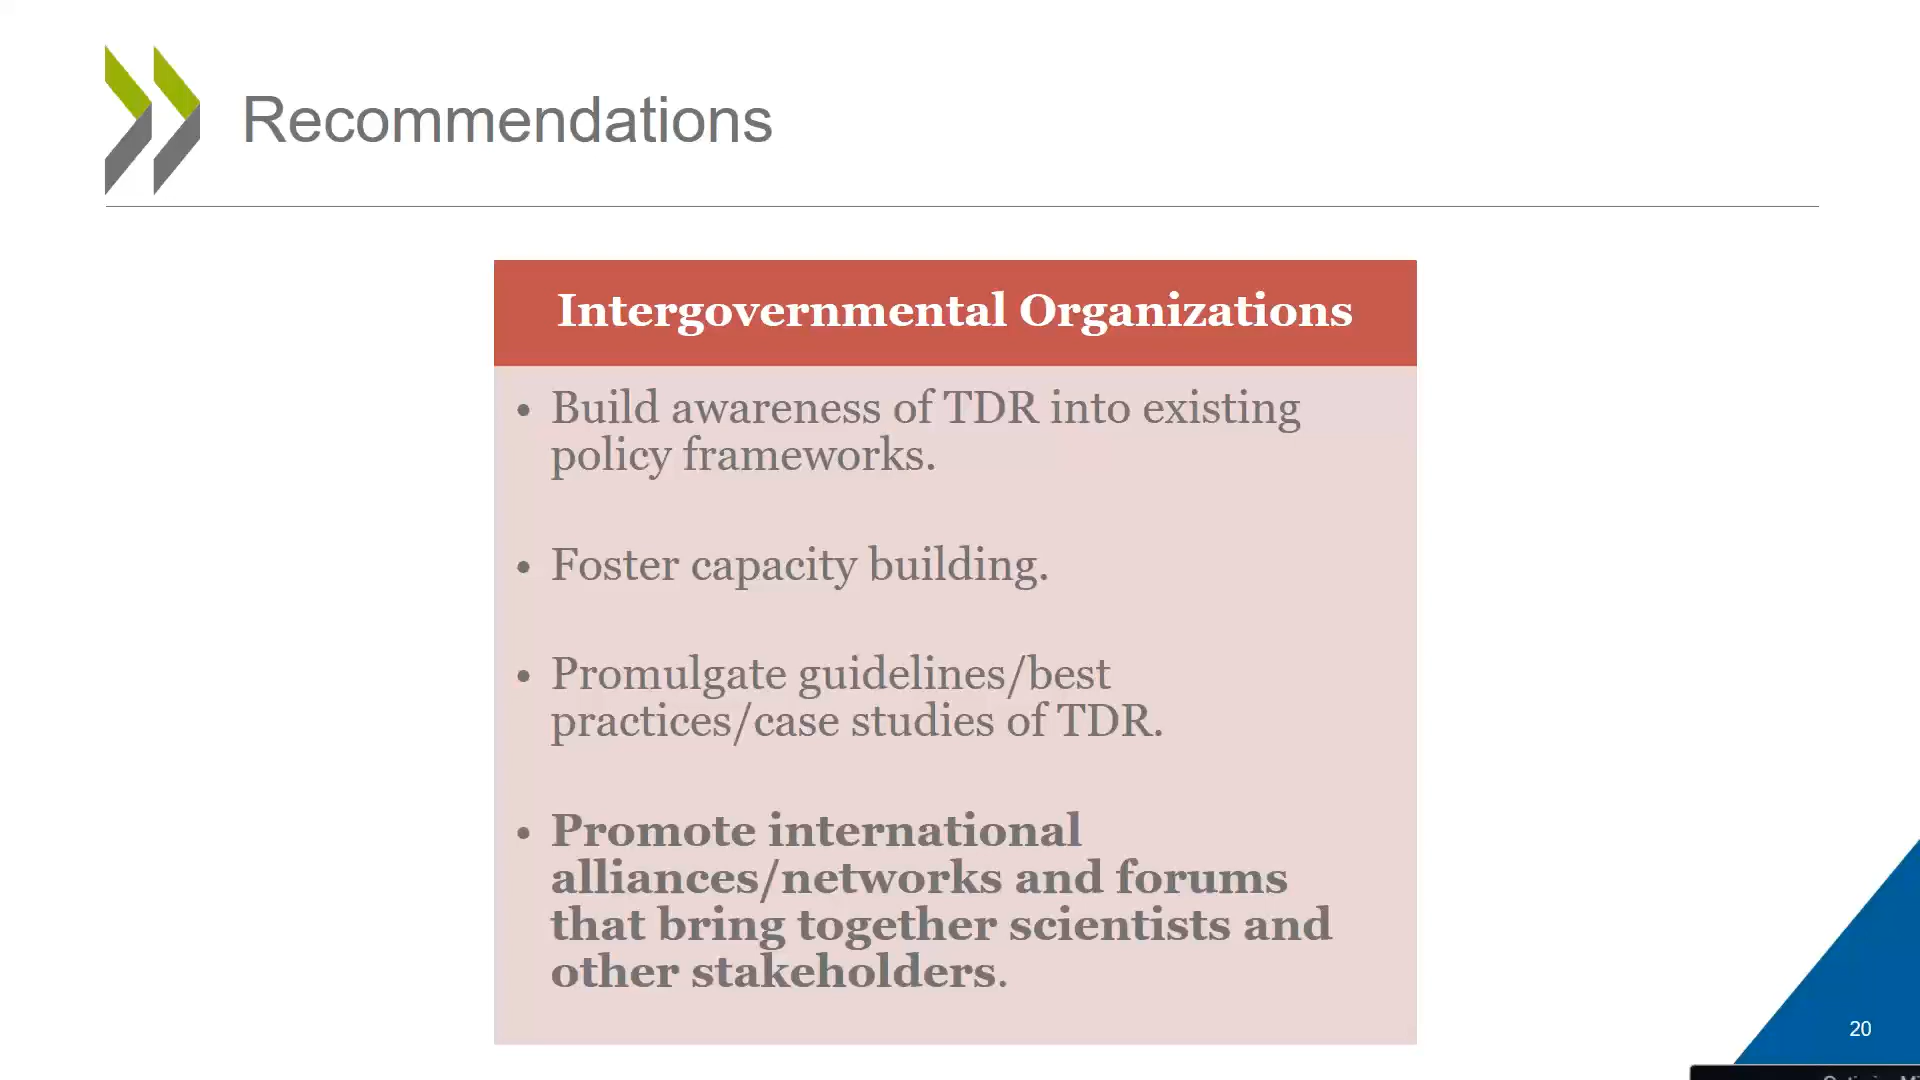 Recommendations
Intergovernmental Organizations
• Build awareness of TDR into existing
policy frameworks.
• Foster capacity building.
• Promulgate guidelines/best
practices/case studies of TDR.
• Promote international
alliances/networks and forums
that bring together scientists and
other stakeholders.
20